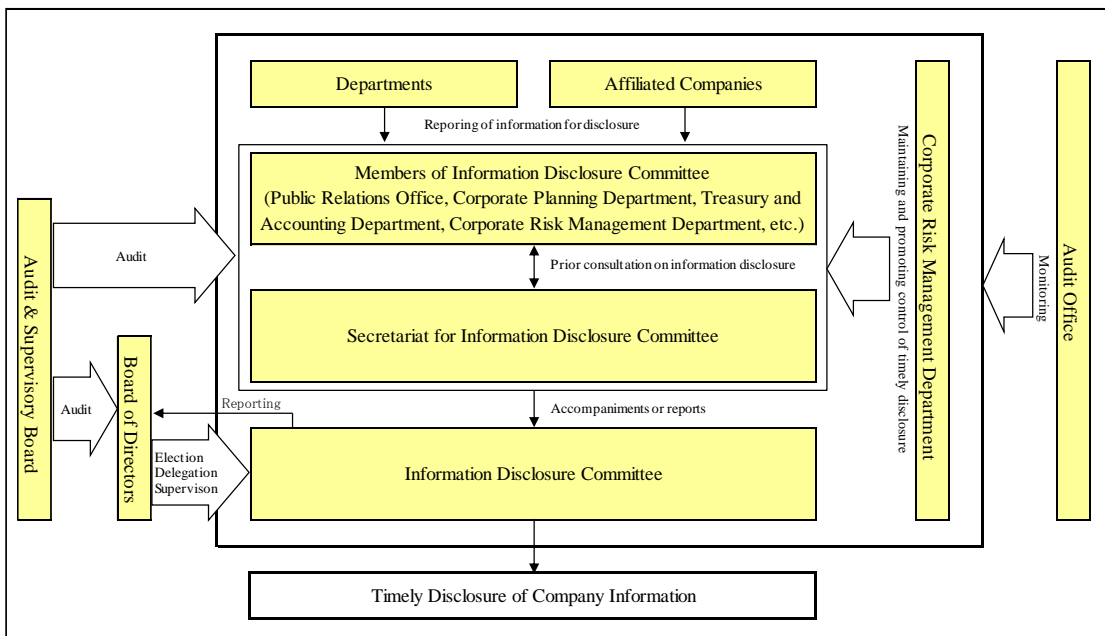 Departments
Affiliated Companies
Reporing of information for disclosure
Members of Information Disclosure Committee
(Public Relations Office, Corporate Planning Department, Treasury and
Accounting Department, Corporate Risk Management Department, etc.)
Audit
Prior consultation on information disclosure
Secretariat for Information Disclosure Committee
Audit & Supervisory Board
Audit
Board of Directors
Reporting
Accompaniments or reports
Election
Delegation
Supervison
Information Disclosure Committee
Maintaining and promoting control of timely disclosure
Corporate Risk Management Department
Monitoring
Audit Office
Timely Disclosure of Company Information